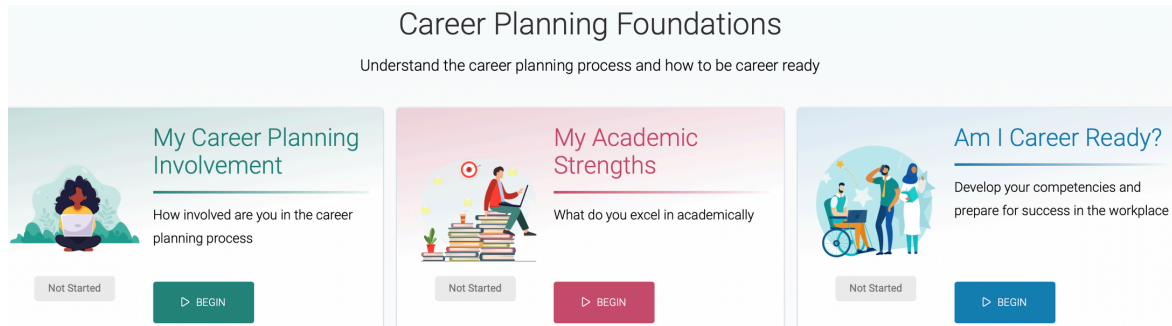 Career Planning Foundations
Understand the career planning process and how to be career ready
My Career Planning
Involvement
How involved are you in the career
planning process
Not Started
BEGIN
My Academic
Strengths
What do you excel in academically
Not Started
BEGIN
Am I Career Ready?
Develop your competencies and
prepare for success in the workplace
Not Started
BEGIN